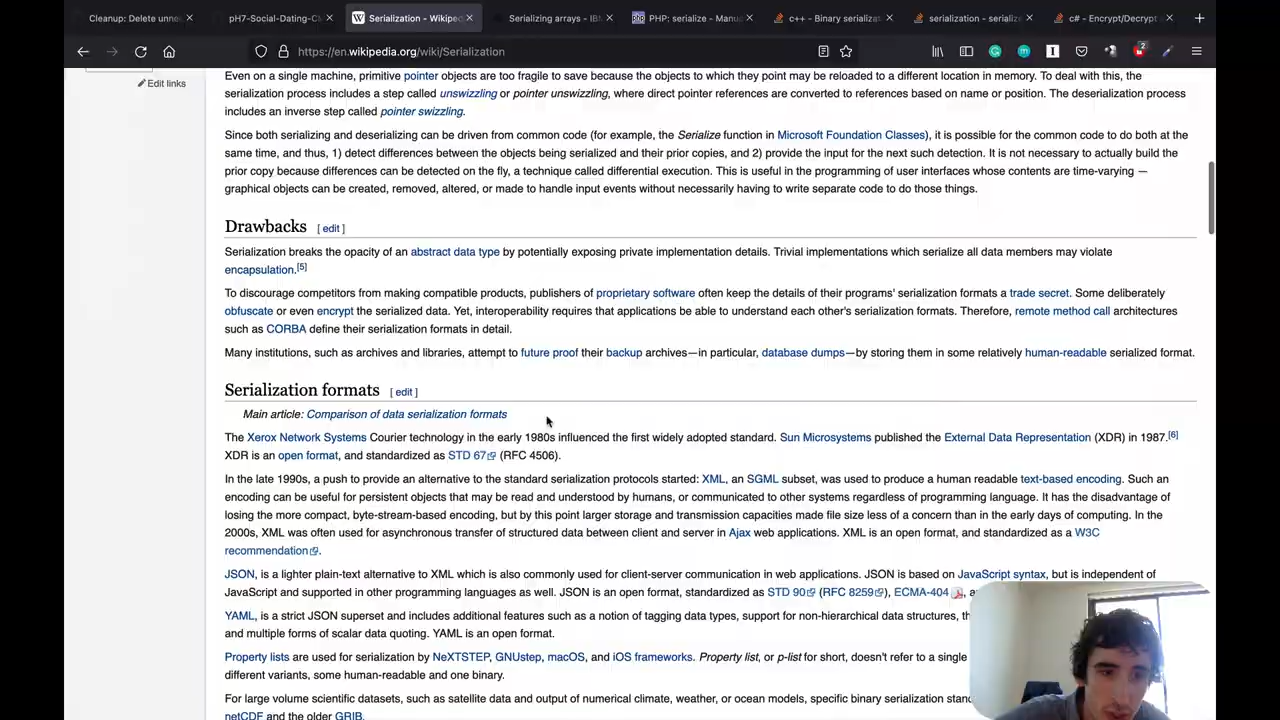 Cleanup: Delete unne
pH7-Social-Dating-C
Serialization - Wikiped
Serializing arrays - IBM
PHP: serialize - Manua
c++ - Binary serializat
serialization - serialize
c# - Encrypt/Decrypt
https://en.wikipedia.org/wiki/Serialization
2
Edit links
Even on a single machine, primitive pointer objects are too fragile to save because the objects to which they point may be reloaded to a different location in memory. To deal with this, the
serialization process includes a step called unswizzling or pointer unswizzling, where direct pointer references are converted to references based on name or position. The deserialization process
includes an inverse step called pointer swizzling.
Since both serializing and deserializing can be driven from common code (for example, the Serialize function in Microsoft Foundation Classes), it is possible for the common code to do both at the
same time, and thus, 1) detect differences between the objects being serialized and their prior copies, and 2) provide the input for the next such detection. It is not necessary to actually build the
prior copy because differences can be detected on the fly, a technique called differential execution. This is useful in the programming of user interfaces whose contents are time-varying —
graphical objects can be created, removed, altered, or made to handle input events without necessarily having to write separate code to do those things.
Drawbacks [ edit ]
Serialization breaks the opacity of an abstract data type by potentially exposing private implementation details. Trivial implementations which serialize all data members may violate
encapsulation.[5]
To discourage competitors from making compatible products, publishers of proprietary software often keep the details of their programs' serialization formats a trade secret. Some deliberately
obfuscate or even encrypt the serialized data. Yet, interoperability requires that applications be able to understand each other's serialization formats. Therefore, remote method call architectures
such as CORBA define their serialization formats in detail.
Many institutions, such as archives and libraries, attempt to future proof their backup archives—in particular, database dumps—by storing them in some relatively human-readable serialized format.
Serialization formats [ edit ]
Main article: Comparison of data serialization formats
The Xerox Network Systems Courier technology in the early 1980s influenced the first widely adopted standard. Sun Microsystems published the External Data Representation (XDR) in 1987.[6]
XDR is an open format, and standardized as STD 67 (RFC 4506).
In the late 1990s, a push to provide an alternative to the standard serialization protocols started: XML, an SGML subset, was used to produce a human readable text-based encoding. Such an
encoding can be useful for persistent objects that may be read and understood by humans, or communicated to other systems regardless of programming language. It has the disadvantage of
losing the more compact, byte-stream-based encoding, but by this point larger storage and transmission capacities made file size less of a concern than in the early days of computing. In the
2000s, XML was often used for asynchronous transfer of structured data between client and server in Ajax web applications. XML is an open format, and standardized as a W3C
recommendation.
JSON, is a lighter plain-text alternative to XML which is also commonly used for client-server communication in web applications. JSON is based on JavaScript syntax, but is independent of
JavaScript and supported in other programming languages as well. JSON is an open format, standardized as STD 90 (RFC 8259), ECMA-404
YAML, is a strict JSON superset and includes additional features such as a notion of tagging data types, support for non-hierarchical data structures, th
and multiple forms of scalar data quoting. YAML is an open format.
Property lists are used for serialization by NeXTSTEP, GNUstep, macOS, and iOS frameworks. Property list, or p-list for short, doesn't refer to a single
different variants, some human-readable and one binary.
For large volume scientific datasets, such as satellite data and output of numerical climate, weather, or ocean models, specific binary serialization stand
netCDF and the older GRIB.